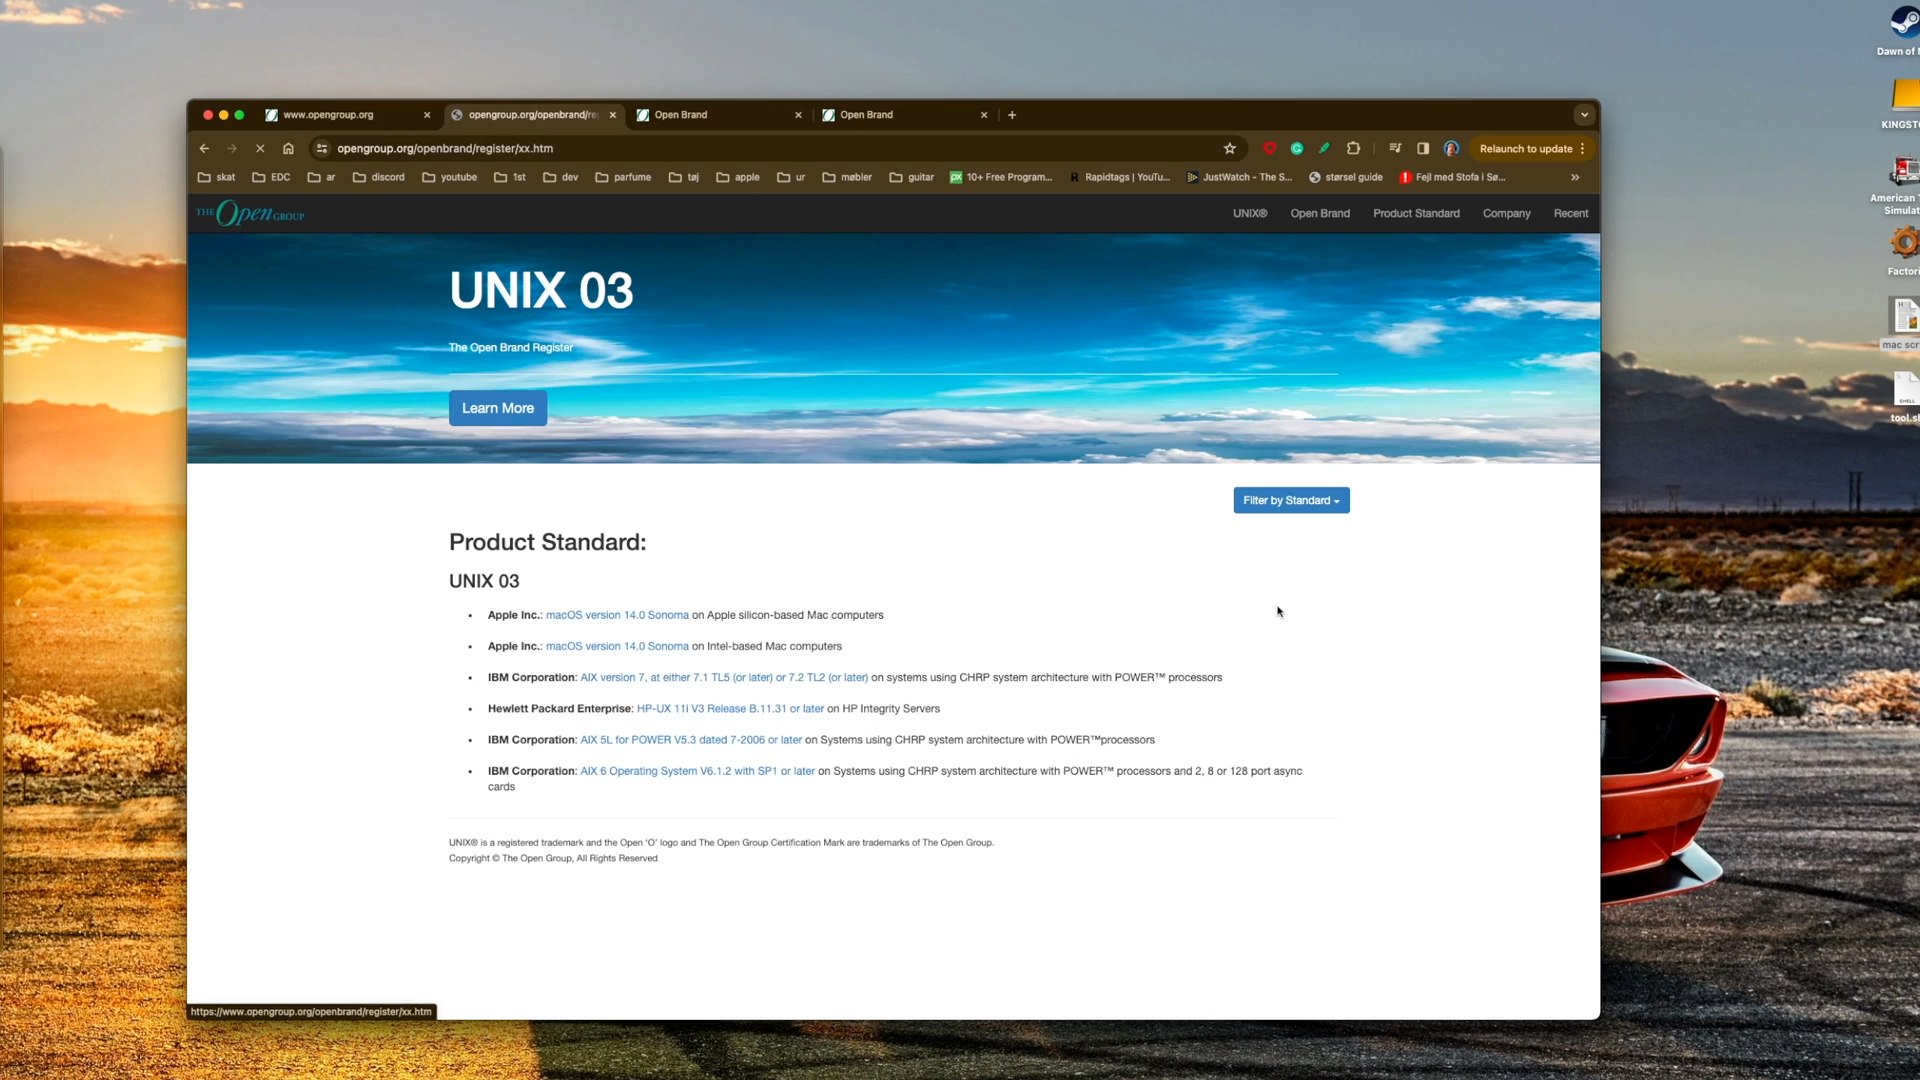 Dawn of
www.opengroup.org
opengroup.org/openbrand/re
Open Brand
Open Brand
opengroup.org/openbrand/register/xx.htm
Relaunch to update
KINGST
skat
EDC
ar
discord
youtube
1st
dev
parfume
tøj
apple
ur
møbler
guitar
10+ Free Program...
Rapidtags | YouTu...
JustWatch - The S...
størsel guide
Fejl med Stofa i Sø...
»
American
Simulat
THE Open GROUP
UNIX®
Open Brand
Product Standard
Company
Recent
Factori
UNIX 03
The Open Brand Register
mac scr
Learn More
SHELL
tool.s
Filter by Standard
Product Standard:
UNIX 03
• Apple Inc.: macOS version 14.0 Sonoma on Apple silicon-based Mac computers
• Apple Inc.: macOS version 14.0 Sonoma on Intel-based Mac computers
• IBM Corporation: AIX version 7, at either 7.1 TL5 (or later) or 7.2 TL2 (or later) on systems using CHRP system architecture with POWER™ processors
• Hewlett Packard Enterprise: HP-UX 11i V3 Release B.11.31 or later on HP Integrity Servers
• IBM Corporation: AIX 5L for POWER V5.3 dated 7-2006 or later on Systems using CHRP system architecture with POWER™processors
• IBM Corporation: AIX 6 Operating System V6.1.2 with SP1 or later on Systems using CHRP system architecture with POWER™ processors and 2, 8 or 128 port async
cards
UNIX® is a registered trademark and the Open 'O' logo and The Open Group Certification Mark are trademarks of The Open Group.
Copyright © The Open Group, All Rights Reserved
https://www.opengroup.org/openbrand/register/xx.htm